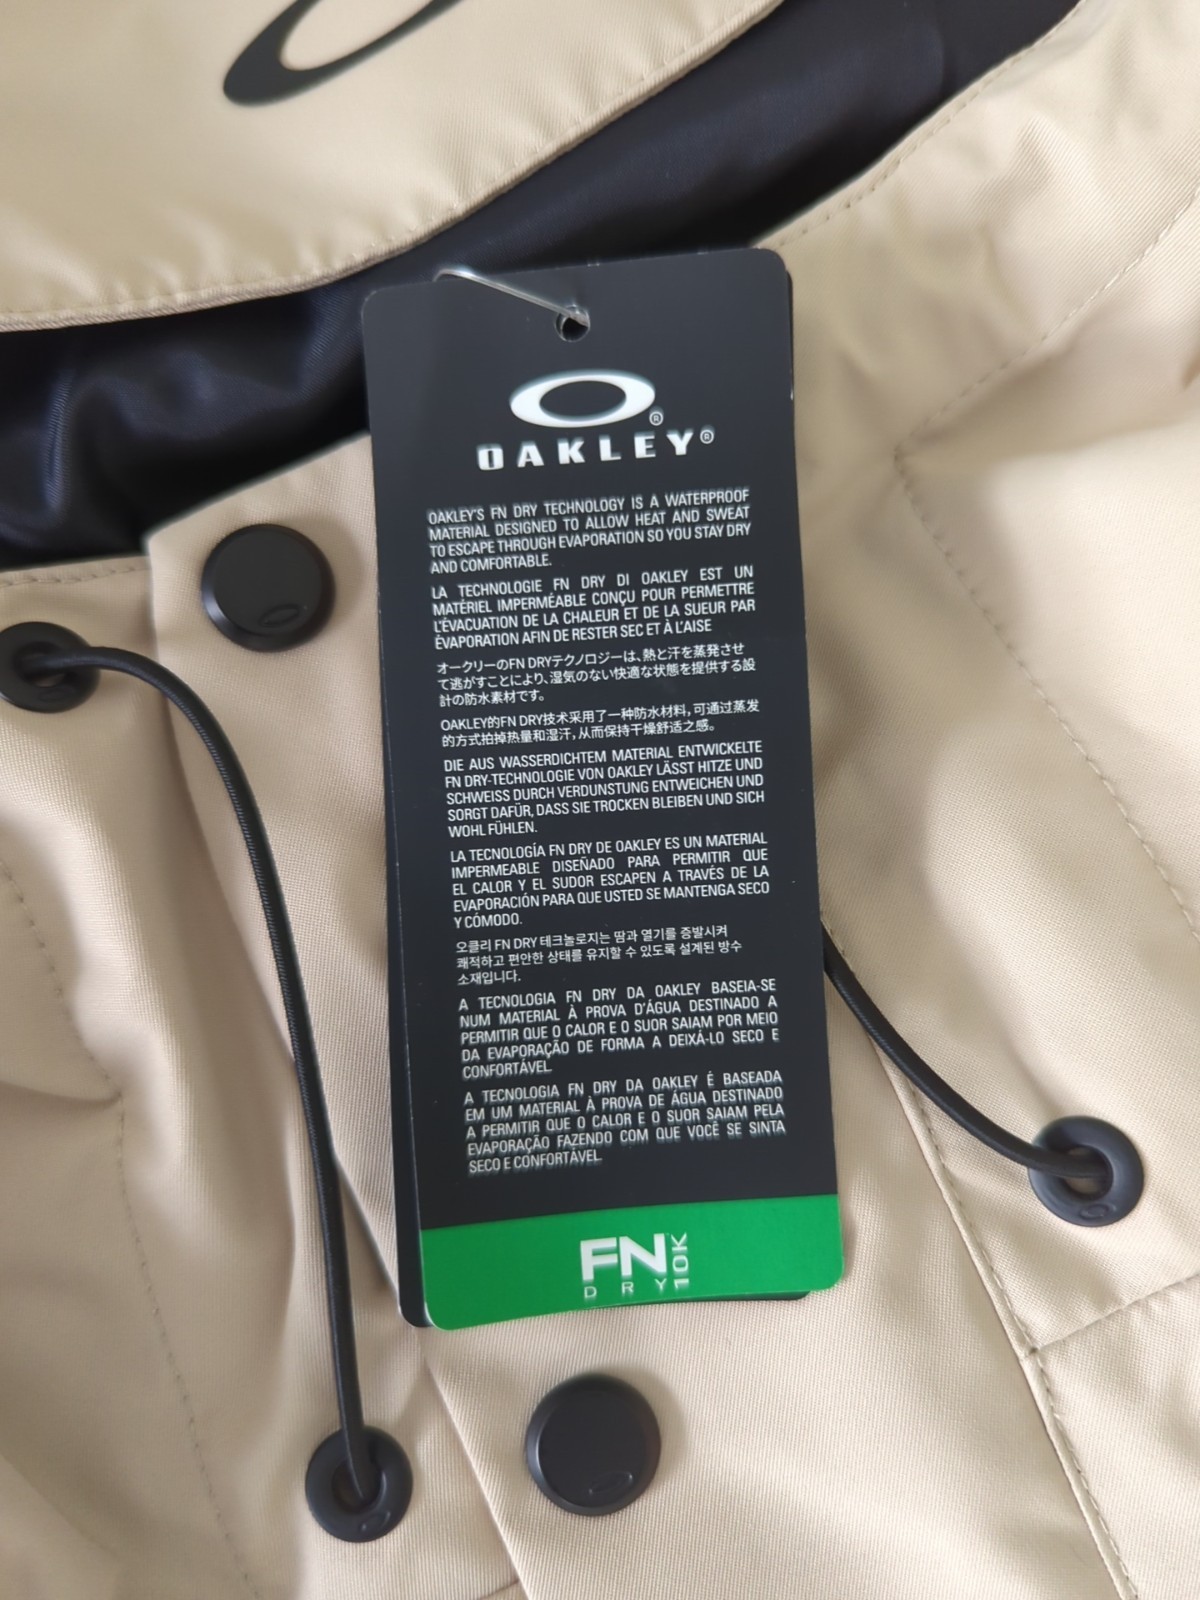 OAKLEY®
OAKLEY'S FN DRY TECHNOLOGY IS A WATERPROOF
MATERIAL DESIGNED TO ALLOW HEAT AND SWEAT
TO ESCAPE THROUGH EVAPORATION SO YOU STAY DRY
AND COMFORTABLE.
LA TECHNOLOGIE FN DRY DI OAKLEY EST UN
MATÉRIEL IMPERMÉABLE CONÇU POUR PERMETTRE
L'ÉVACUATION DE LA CHALEUR ET DE LA SUEUR PAR
ÉVAPORATION AFIN DE RESTER SEC ET À L'AISE
オークリーのFN DRYテクノロジーは、熱と汗を蒸発させ
て逃がすことにより、湿気のない快適な状態を提供する設
計の防水素材です。
OAKLEY的FN DRY技术采用了一种防水材料，可通过蒸发
的方式拍掉热量和湿汗，从而保持干燥舒适之感。
DIE AUS WASSERDICHTEM MATERIAL ENTWICKELTE
FN DRY-TECHNOLOGIE VON OAKLEY LÄSST HITZE UND
SCHWEISS DURCH VERDUNSTUNG ENTWEICHEN UND
SORGT DAFÜR, DASS SIE TROCKEN BLEIBEN UND SICH
WOHL FÜHLEN.
LA TECNOLOGÍA FN DRY DE OAKLEY ES UN MATERIAL
IMPERMEABLE DISEÑADO PARA PERMITIR QUE
EL CALOR Y EL SUDOR ESCAPEN A TRAVÉS DE LA
EVAPORACIÓN PARA QUE USTED SE MANTENGA SECO
Y CÓMODO.
오클리 FN DRY 테크놀로지는 땀과 열기를 증발시켜
쾌적하고 편안한 상태를 유지할 수 있도록 설계된 방수
소재입니다.
A TECNOLOGIA FN DRY DA OAKLEY BASEIA-SE
NUM MATERIAL À PROVA D'ÁGUA DESTINADO A
PERMITIR QUE O CALOR E O SUOR SAIAM POR MEIO
DA EVAPORAÇÃO DE FORMA A DEIXÁ-LO SECO E
CONFORTÁVEL.
A TECNOLOGIA FN DRY DA OAKLEY É BASEADA
EM UM MATERIAL À PROVA DE ÁGUA DESTINADO
A PERMITIR QUE O CALOR E O SUOR SAIAM PELA
EVAPORAÇÃO FAZENDO COM QUE VOCÊ SE SINTA
SECO E CONFORTÁVEL.
FN
DRY 10K